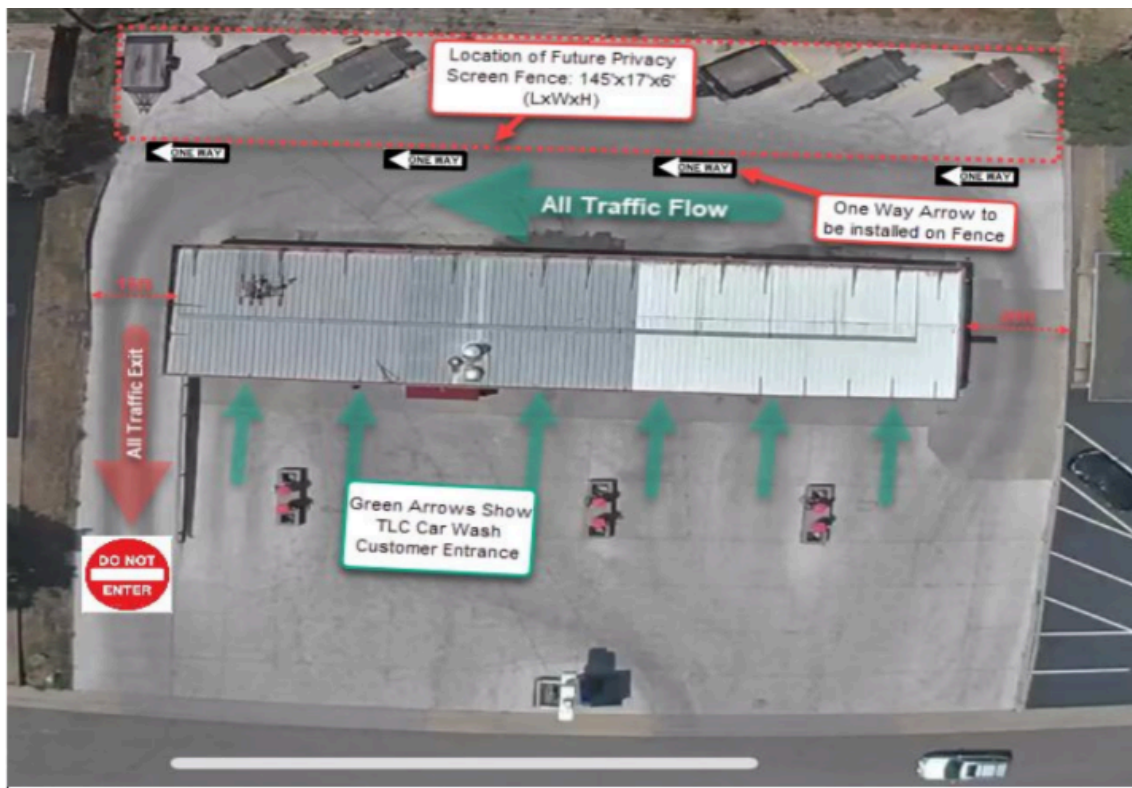 Location of Future Privacy
Screen Fence: 145'x17'x6'
(LxWxH)
ONE WAY
ONE WAY
ONE WAY
ONE WAY
All Traffic Flow
One Way Arrow to
be installed on Fence
All Traffic Exit
Green Arrows Show
TLC Car Wash
Customer Entrance
DO NOT
ENTER